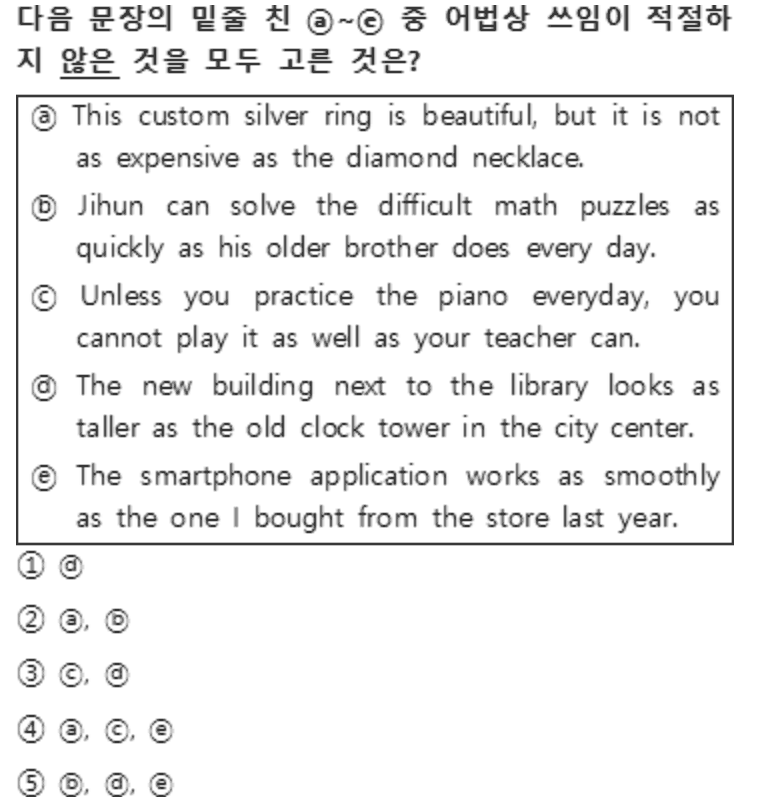 다음 문장의 밑줄 친 ⓐ~ⓔ 중 어법상 쓰임이 적절하
지 않은 것을 모두 고른 것은?
ⓐ This custom silver ring is beautiful, but it is not
as expensive as the diamond necklace.
ⓑ Jihun can solve the difficult math puzzles as
quickly as his older brother does every day.
ⓒ Unless you practice the piano everyday, you
cannot play it as well as your teacher can.
ⓓ The new building next to the library looks as
taller as the old clock tower in the city center.
ⓔ The smartphone application works as smoothly
as the one I bought from the store last year.
① ⓓ
② ⓐ, ⓑ
③ ⓒ, ⓓ
④ ⓐ, ⓒ, ⓔ
⑤ ⓑ, ⓓ, ⓔ